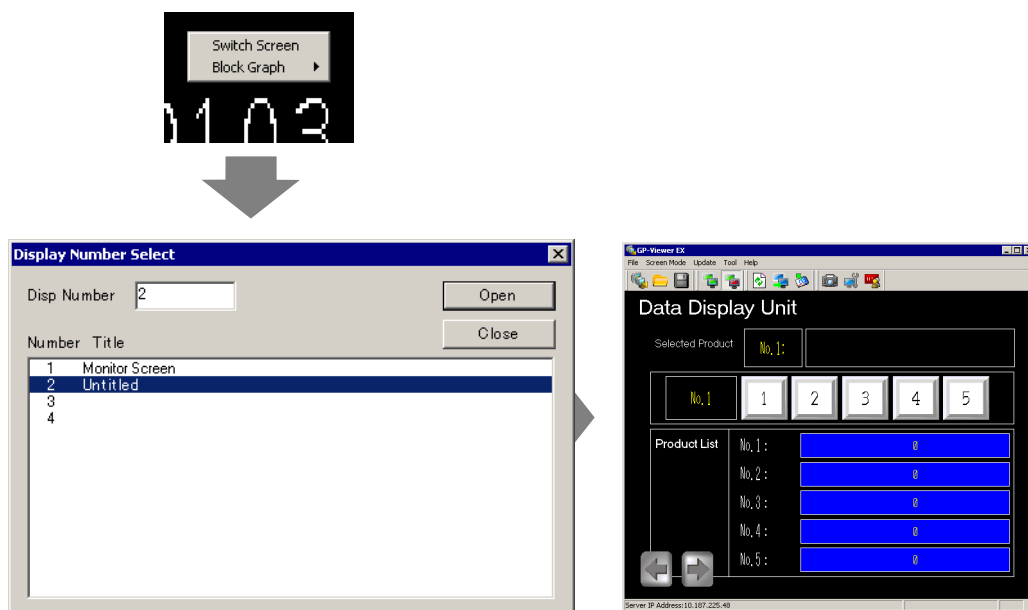 Switch Screen
Block Graph
0103
Display Number Select
Disp Number 2
Open
Close
Number Title
1 Monitor Screen
2 Untitled
3
4
GP-Viewer EX
File Screen Mode Update Tool Help
Data Display Unit
Selected Product No.1:
No.1 1 2 3 4 5
Product List No.1: 0
No.2: 0
No.3: 0
No.4: 0
No.5: 0
Server IP Address:10.187.225.48